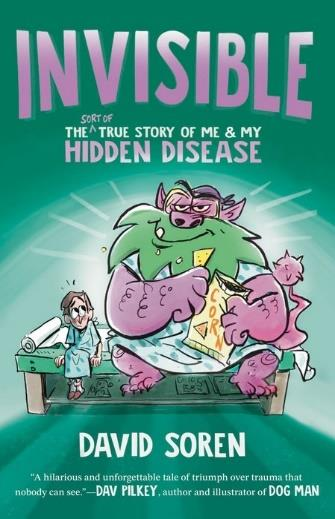 INVISIBLE
SORT OF
THE ^ TRUE STORY OF ME & MY
HIDDEN DISEASE
CORN
DAVID SOREN
"A hilarious and unforgettable tale of triumph over trauma that
nobody can see."—DAV PILKEY, author and illustrator of DOG MAN